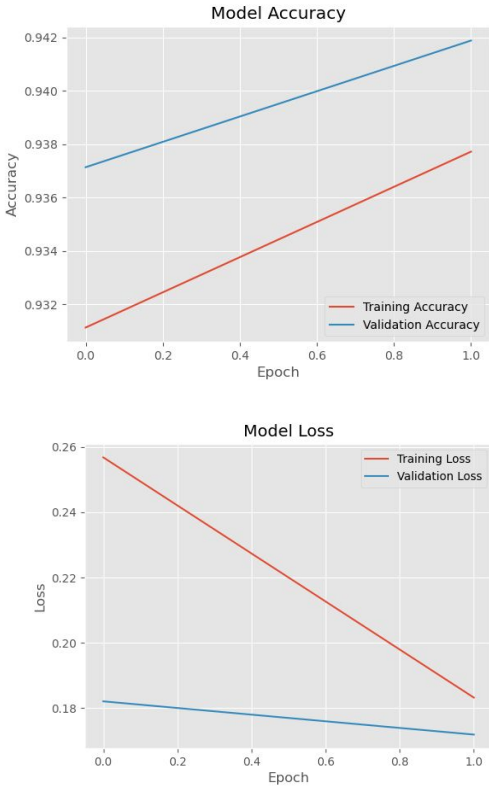 Model Accuracy
0.942
0.940
0.938
0.936
0.934
0.932
Accuracy
Training Accuracy
Validation Accuracy
0.0 0.2 0.4 0.6 0.8 1.0
Epoch
Model Loss
0.26
0.24
0.22
0.20
0.18
Loss
Training Loss
Validation Loss
0.0 0.2 0.4 0.6 0.8 1.0
Epoch